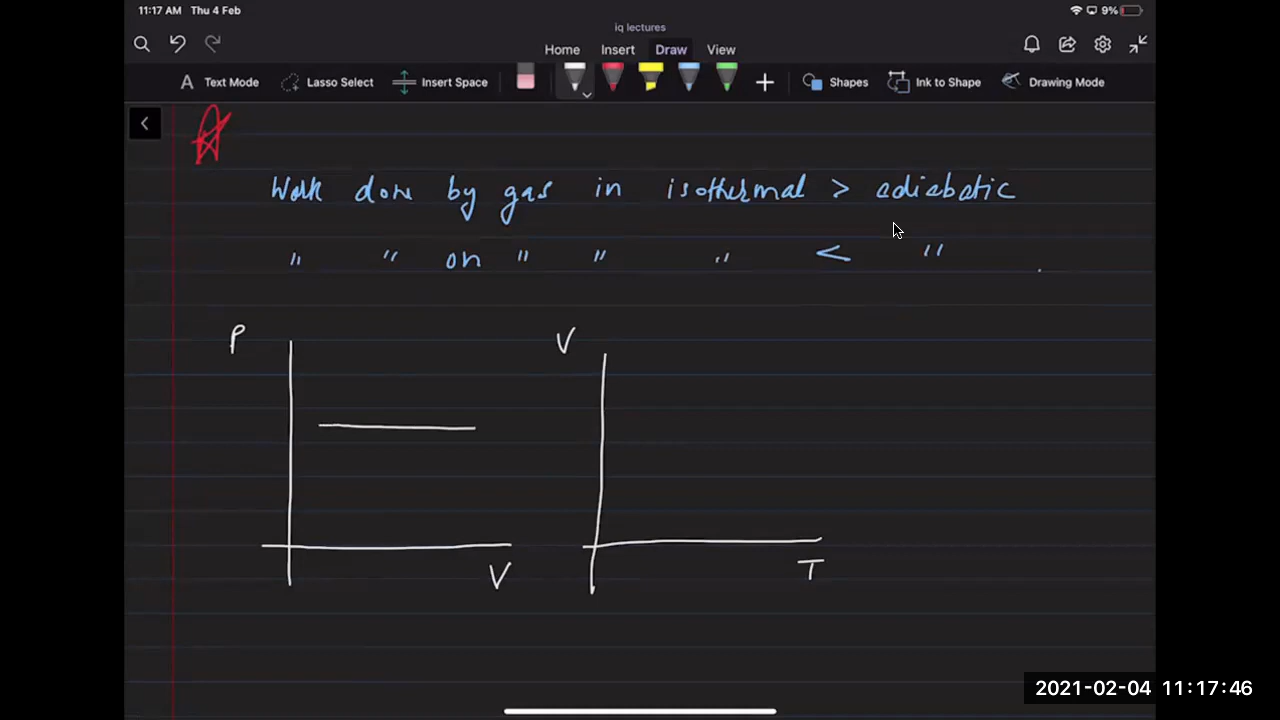 11:17 AM Thu 4 Feb 9%
iq lectures
Home Insert Draw View
Text Mode Lasso Select Insert Space Shapes Ink to Shape Drawing Mode
Work done by gas in isothermal > adiabatic
" " on " " " < "
P V
V T
2021-02-04 11:17:46